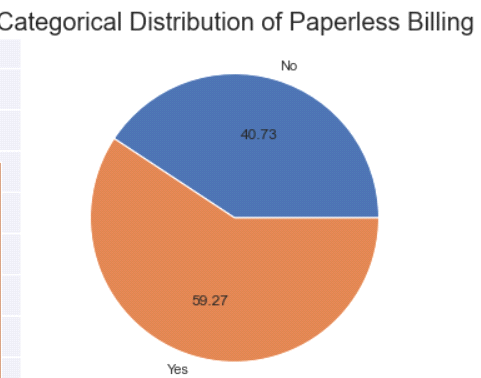 Categorical Distribution of Paperless Billing
No
40.73
59.27
Yes